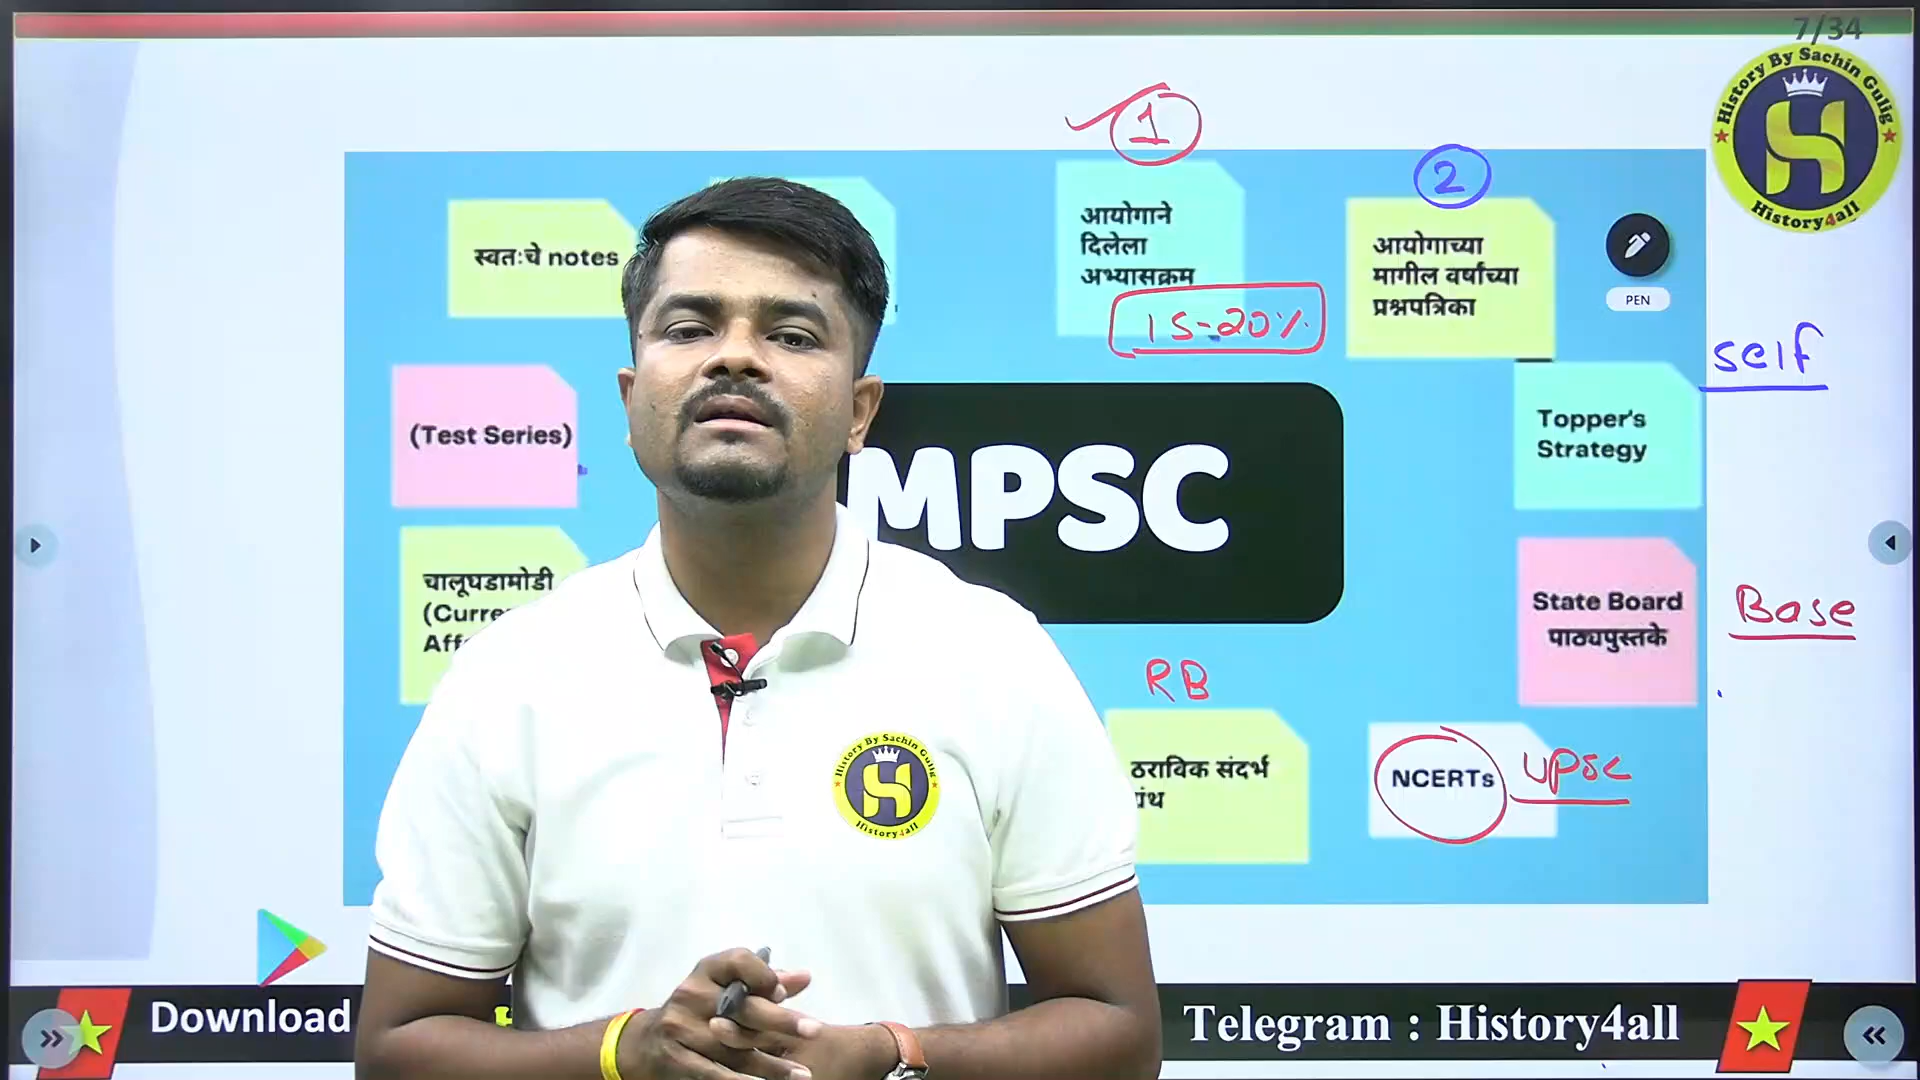 7/34
History By Sachin Gulig
History4all
1
2
स्वतःचे notes
आयोगाने
दिलेला
अभ्यासक्रम
15-20%
आयोगाच्या
मागील वर्षांच्या
प्रश्नपत्रिका
PEN
self
(Test Series)
Topper's
Strategy
MPSC
चालूघडामोडी
State Board
पाठ्यपुस्तके
Base
RB
ठराविक संदर्भ
NCERTs
UPSC
History By Sachin Gulig
History4all
Download
Telegram : History4all